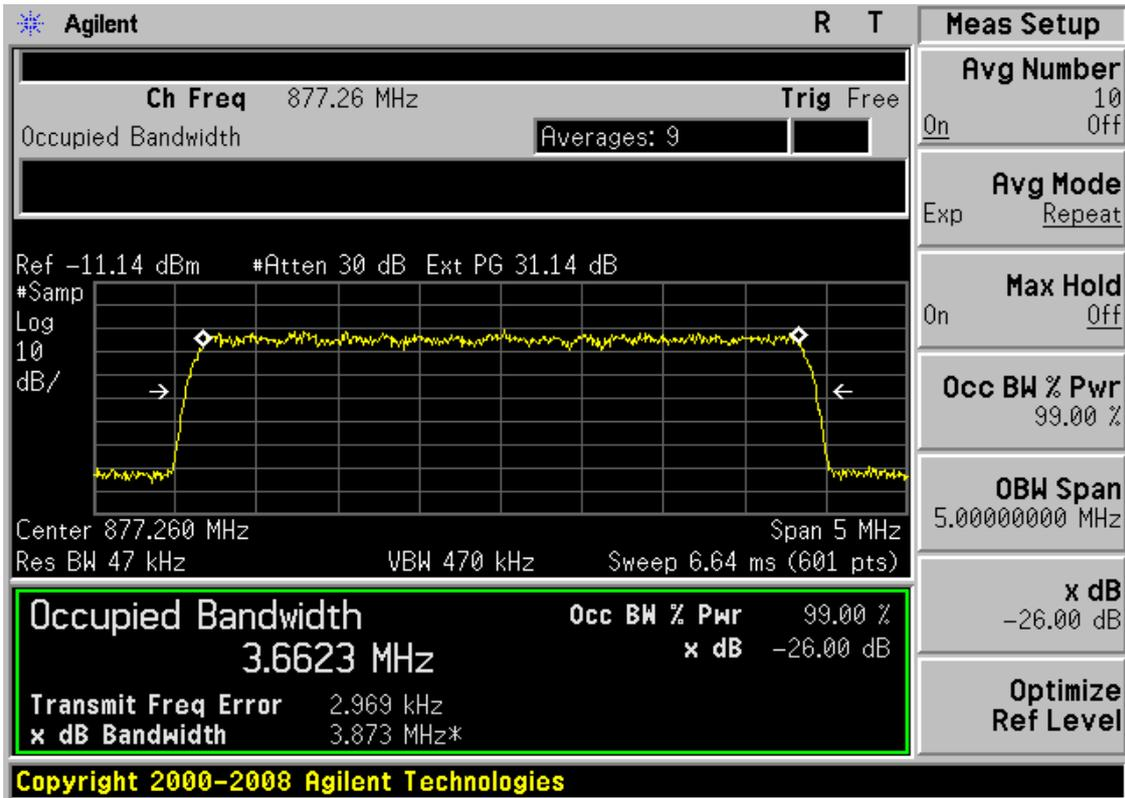 Agilent R T
Ch Freq 877.26 MHz Trig Free
Occupied Bandwidth Averages: 9
Ref -11.14 dBm #Atten 30 dB Ext PG 31.14 dB
#Samp
Log
10
dB/
Center 877.260 MHz Span 5 MHz
Res BW 47 kHz VBW 470 kHz Sweep 6.64 ms (601 pts)
Occupied Bandwidth Occ BW % Pwr 99.00 %
3.6623 MHz x dB -26.00 dB
Transmit Freq Error 2.969 kHz
x dB Bandwidth 3.873 MHz*
Copyright 2000-2008 Agilent Technologies
Meas Setup
Avg Number
10
On Off
Avg Mode
Exp Repeat
Max Hold
On Off
Occ BW % Pwr
99.00 %
OBW Span
5.00000000 MHz
x dB
-26.00 dB
Optimize
Ref Level